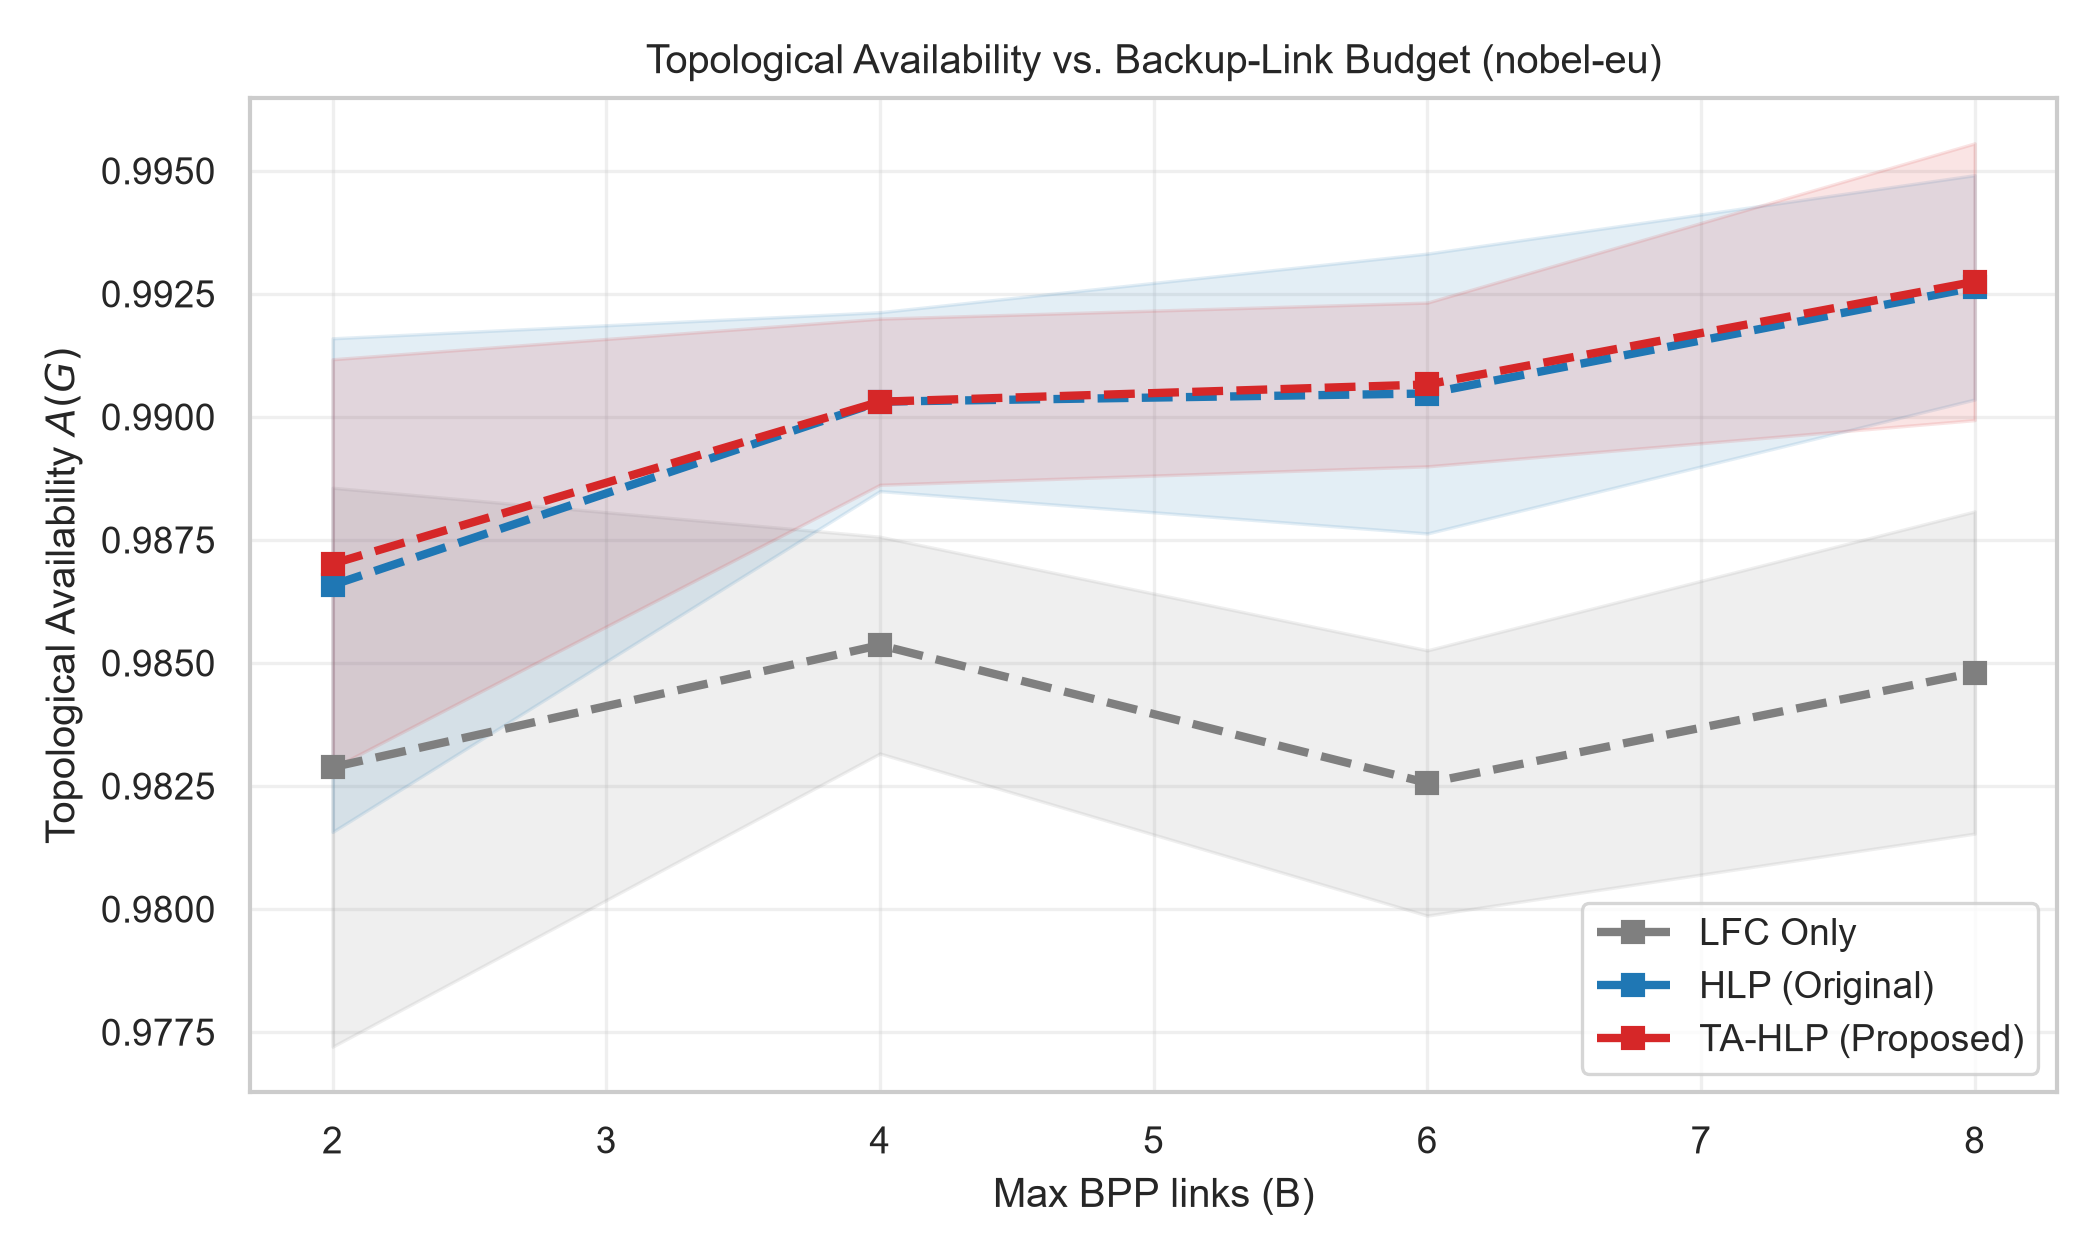 Topological Availability vs. Backup-Link Budget (nobel-eu)
Topological Availability A(G)
0.9950
0.9925
0.9900
0.9875
0.9850
0.9825
0.9800
0.9775
LFC Only
HLP (Original)
TA-HLP (Proposed)
2 3 4 5 6 7 8
Max BPP links (B)